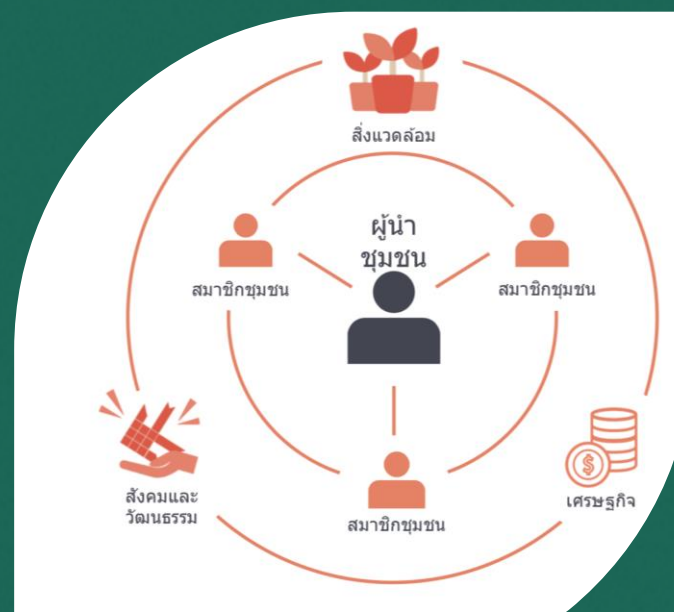 สิ่งแวดล้อม
ผู้นำ
ชุมชน
สมาชิกชุมชน
สมาชิกชุมชน
สังคมและ
วัฒนธรรม
สมาชิกชุมชน
$
เศรษฐกิจ